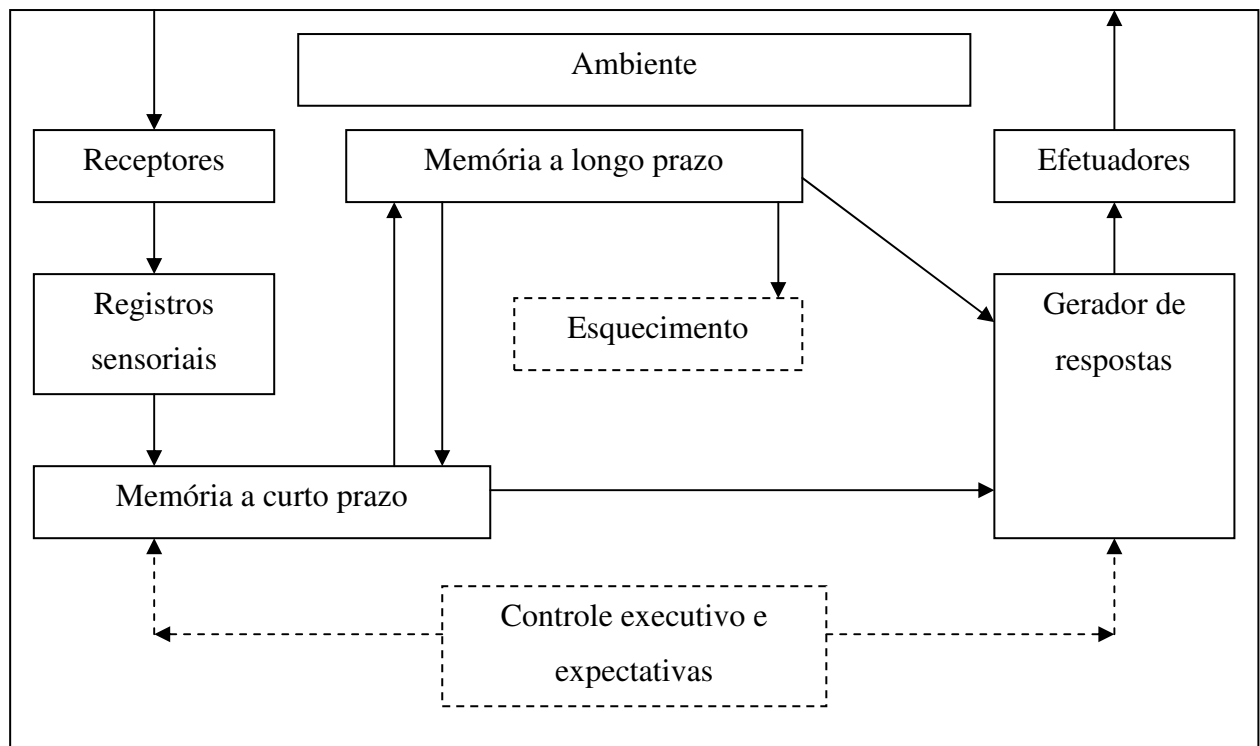 Ambiente
Receptores
Memória a longo prazo
Efetuadores
Registros
sensoriais
Esquecimento
Gerador de
respostas
Memória a curto prazo
Controle executivo e
expectativas